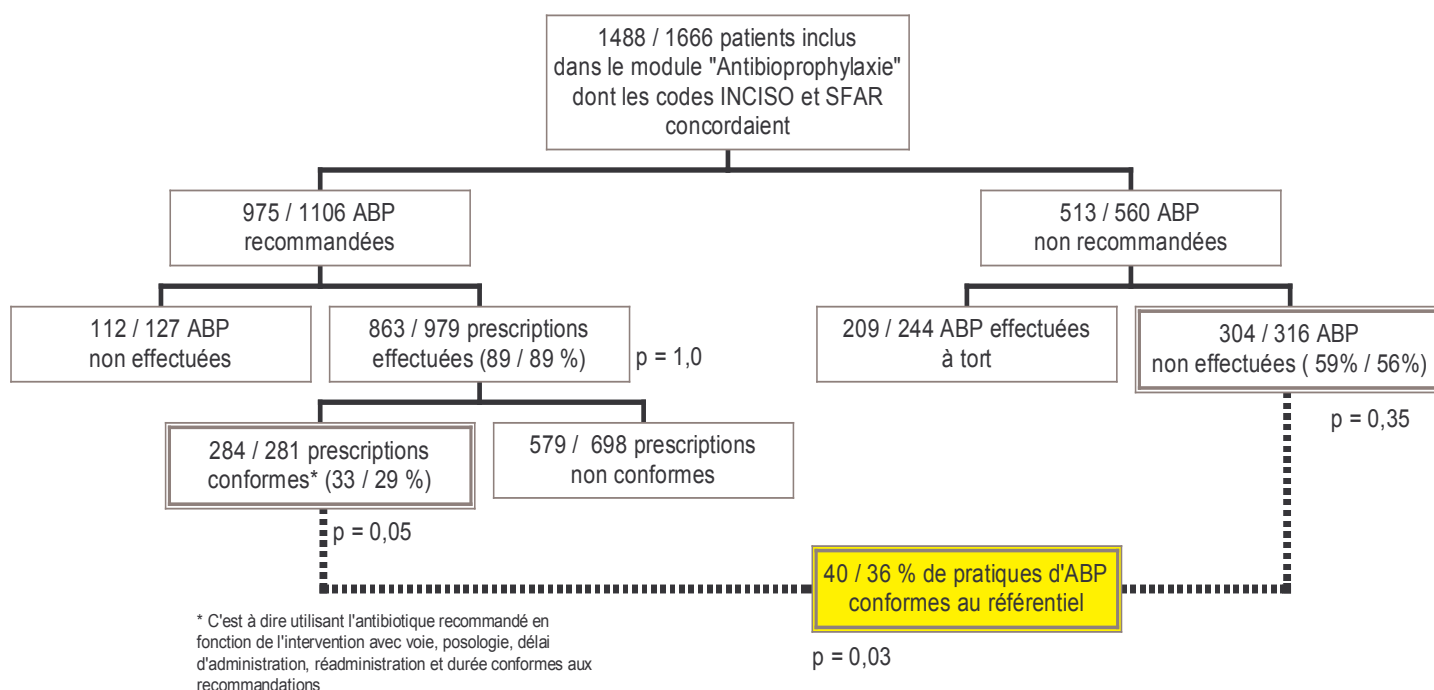 1488 / 1666 patients inclus
dans le module "Antibioprophylaxie"
dont les codes INCISO et SFAR
concordaient
975 / 1106 ABP
recommandées
513 / 560 ABP
non recommandées
112 / 127 ABP
non effectuées
863 / 979 prescriptions
effectuées (89 / 89 %)
p = 1,0
209 / 244 ABP effectuées
à tort
304 / 316 ABP
non effectuées ( 59% / 56%)
p = 0,35
284 / 281 prescriptions
conformes* (33 / 29 %)
579 / 698 prescriptions
non conformes
p = 0,05
40 / 36 % de pratiques d'ABP
conformes au référentiel
p = 0,03
* C'est à dire utilisant l'antibiotique recommandé en
fonction de l'intervention avec voie, posologie, délai
d'administration, réadministration et durée conformes aux
recommandations